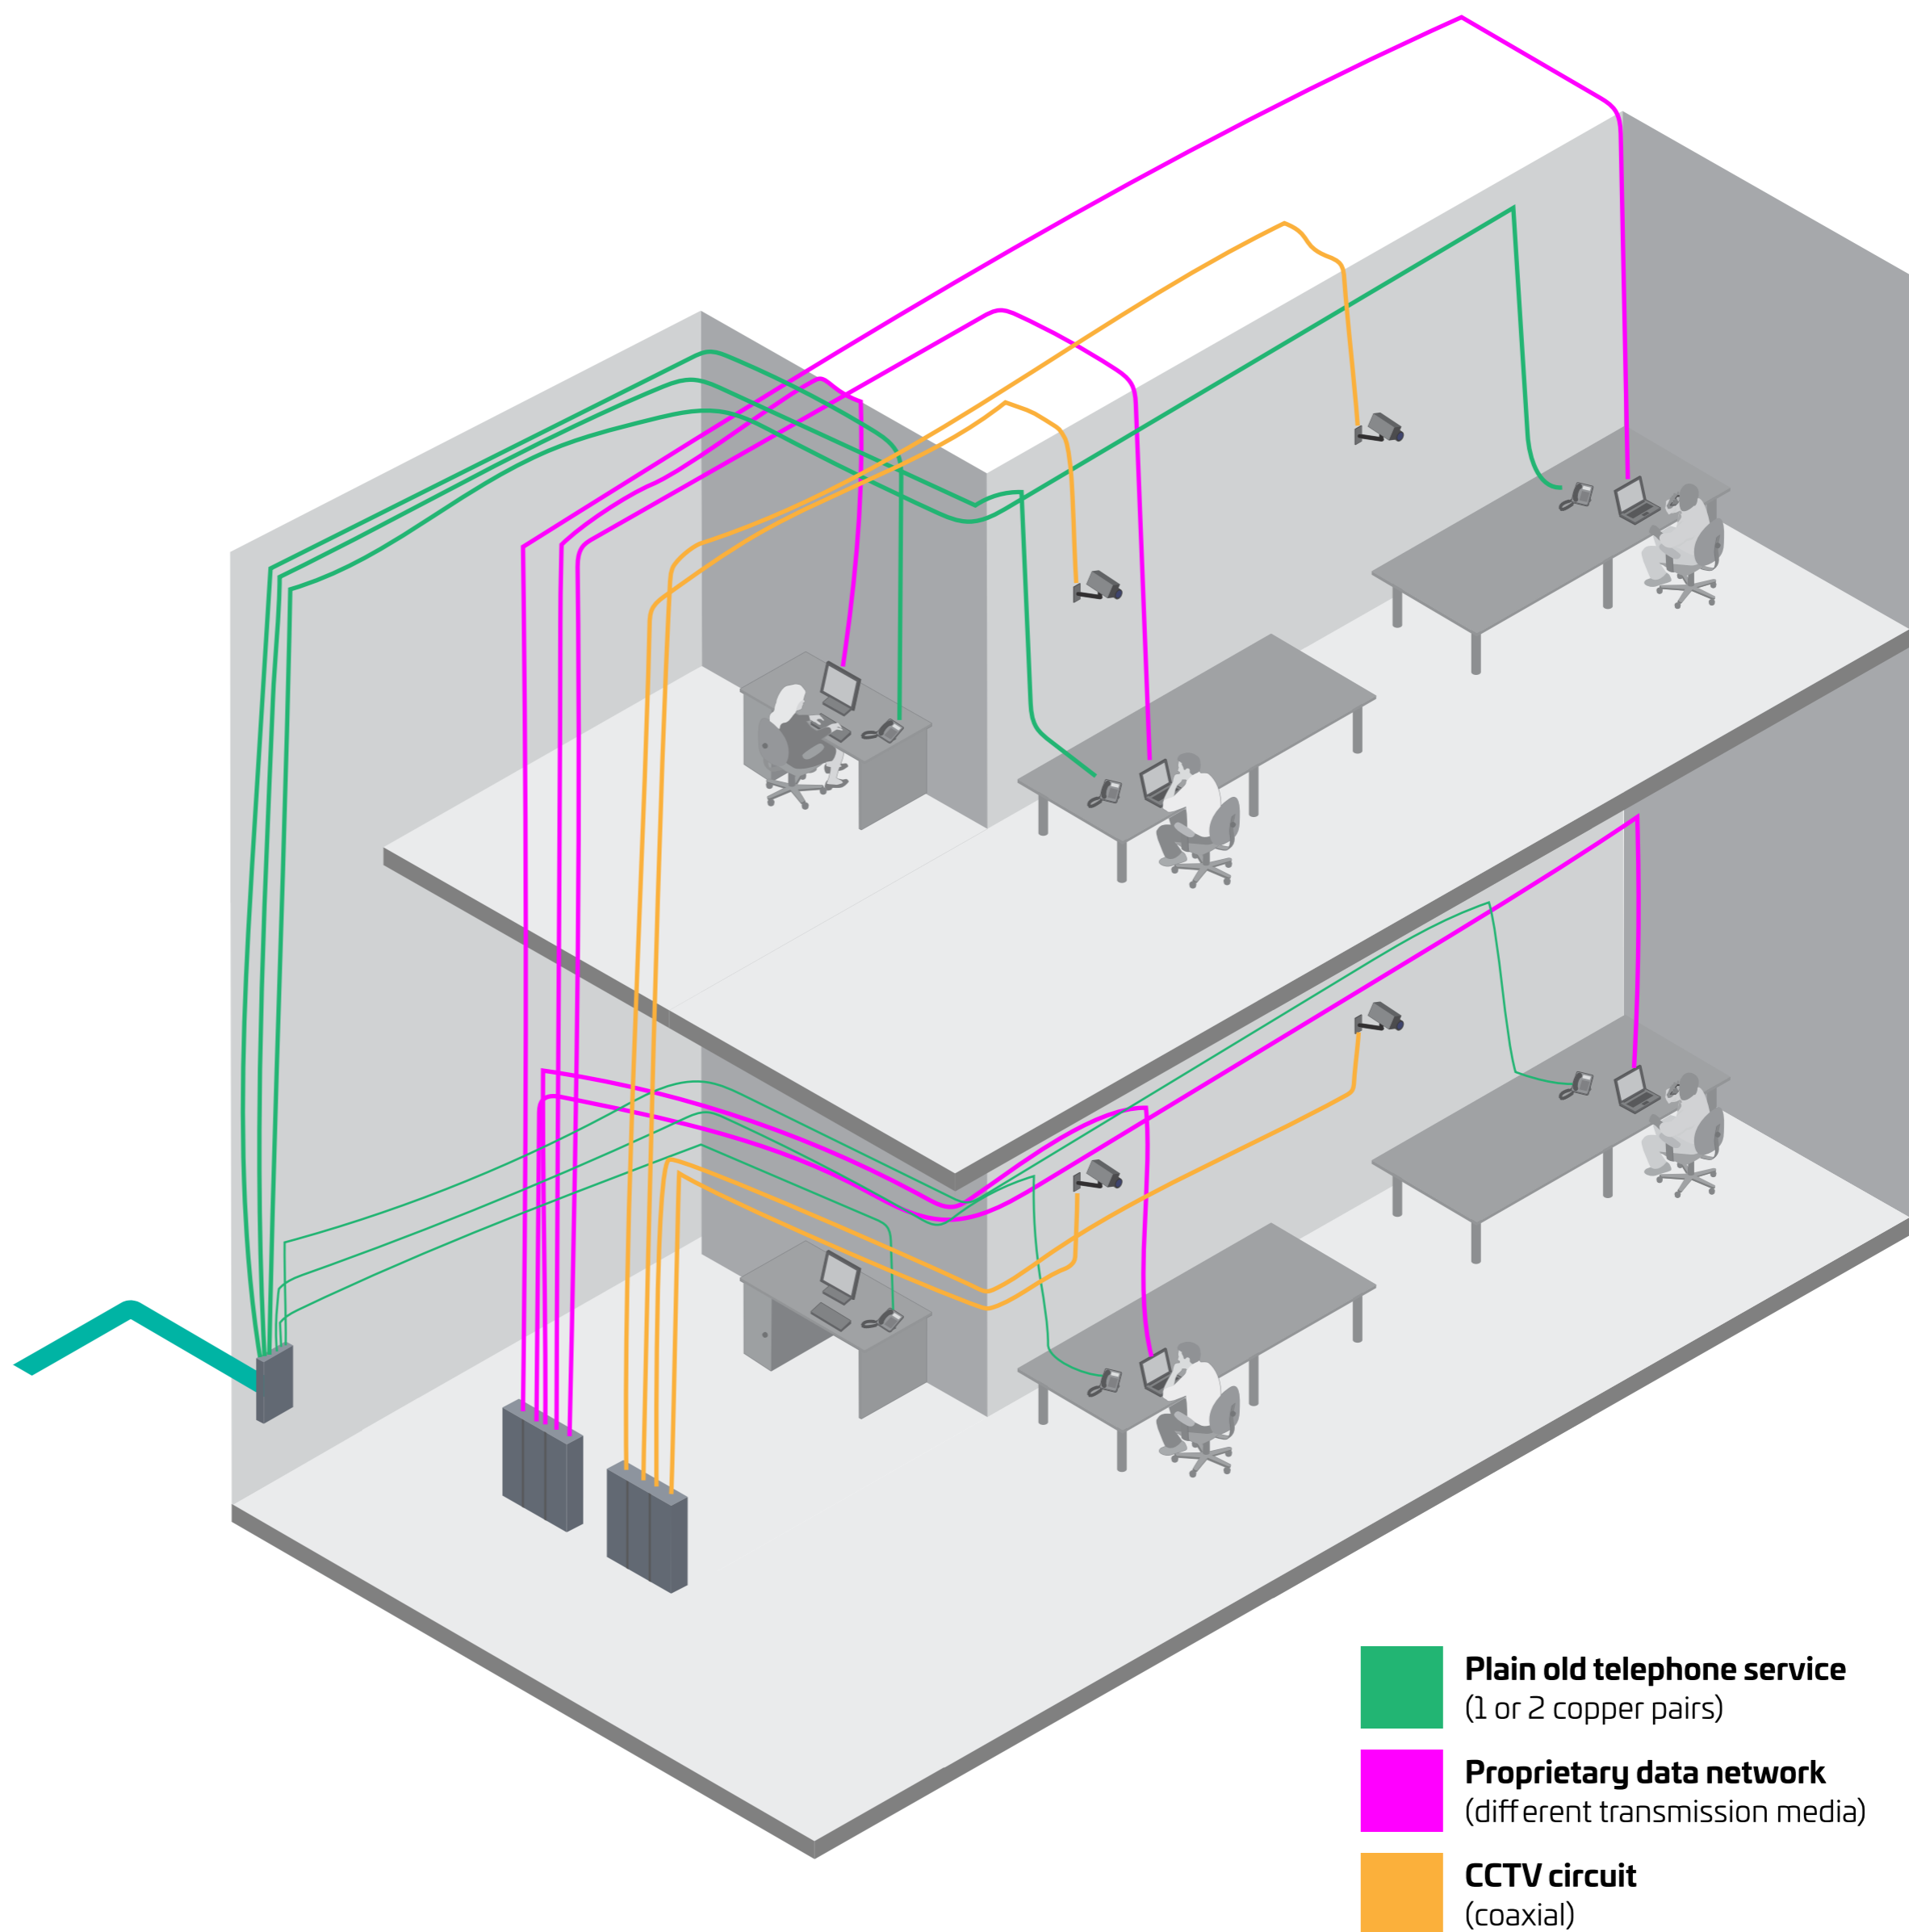 Plain old telephone service
(1 or 2 copper pairs)
Proprietary data network
(different transmission media)
CCTV circuit
(coaxial)